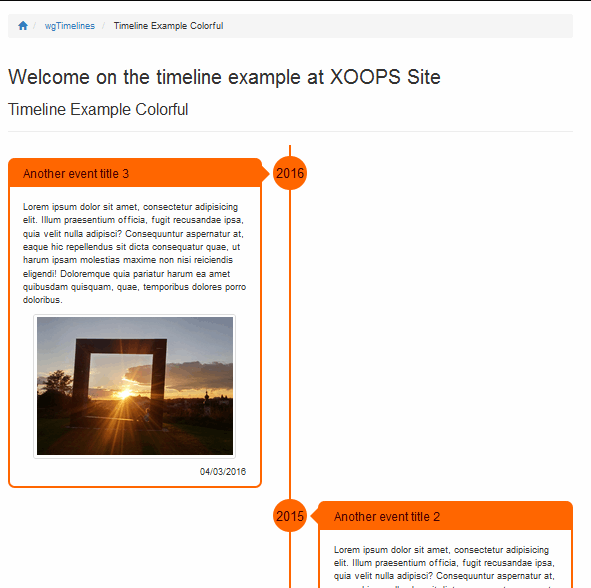 wgTimelines / Timeline Example Colorful
Welcome on the timeline example at XOOPS Site
Timeline Example Colorful
Another event title 3
2016
Lorem ipsum dolor sit amet, consectetur adipisicing
elit. Illum praesentium officia, fugit recusandae ipsa,
quia velit nulla adipisci? Consequuntur aspernatur at,
eaque hic repellendus sit dicta consequatur quae, ut
harum ipsam molestias maxime non nisi reiciendis
eligendi! Doloremque quia pariatur harum ea amet
quibusdam quisquam, quae, temporibus dolores porro
doloribus.
04/03/2016
2015
Another event title 2
Lorem ipsum dolor sit amet, consectetur adipisicing
elit. Illum praesentium officia, fugit recusandae ipsa,
quia velit nulla adipisci? Consequuntur aspernatur at,